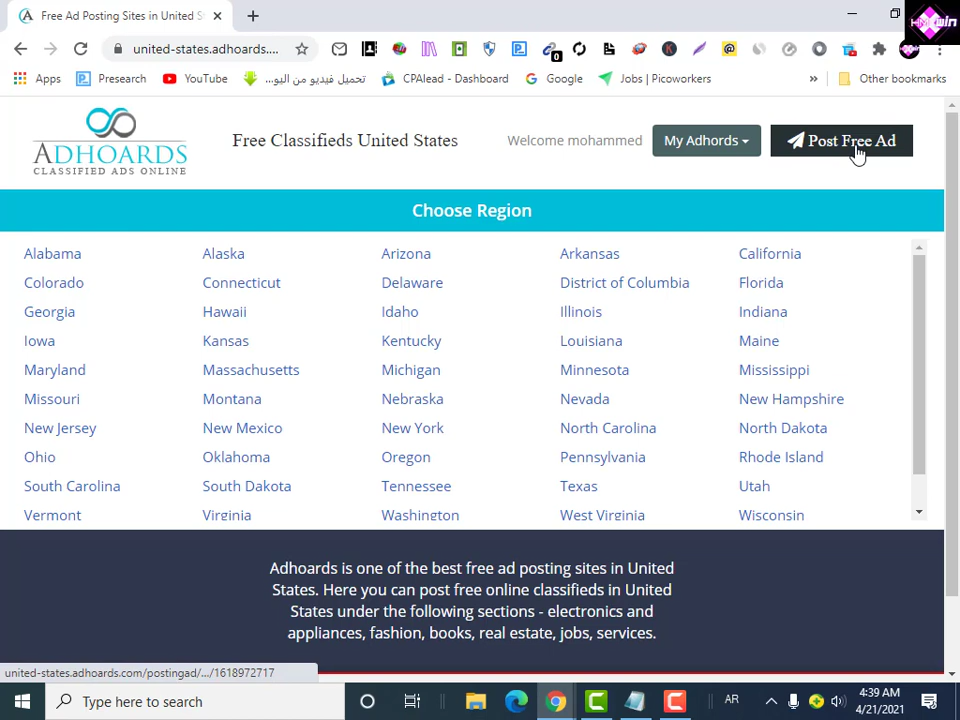 Free Ad Posting Sites in United St
HM win
united-states.adhoards....
0
Apps
Presearch
YouTube
تحميل فيديو من اليو...
CPAlead - Dashboard
Google
Jobs | Picoworkers
»
Other bookmarks
ADHOARDS
CLASSIFIED ADS ONLINE
Free Classifieds United States
Welcome mohammed
My Adhords
Post Free Ad
Choose Region
Alabama Alaska Arizona Arkansas California
Colorado Connecticut Delaware District of Columbia Florida
Georgia Hawaii Idaho Illinois Indiana
Iowa Kansas Kentucky Louisiana Maine
Maryland Massachusetts Michigan Minnesota Mississippi
Missouri Montana Nebraska Nevada New Hampshire
New Jersey New Mexico New York North Carolina North Dakota
Ohio Oklahoma Oregon Pennsylvania Rhode Island
South Carolina South Dakota Tennessee Texas Utah
Vermont Virginia Washington West Virginia Wisconsin
Adhoards is one of the best free ad posting sites in United
States. Here you can post free online classifieds in United
States under the following sections - electronics and
appliances, fashion, books, real estate, jobs, services.
united-states.adhoards.com/postingad/.../1618972717
Type here to search
AR
4:39 AM
4/21/2021